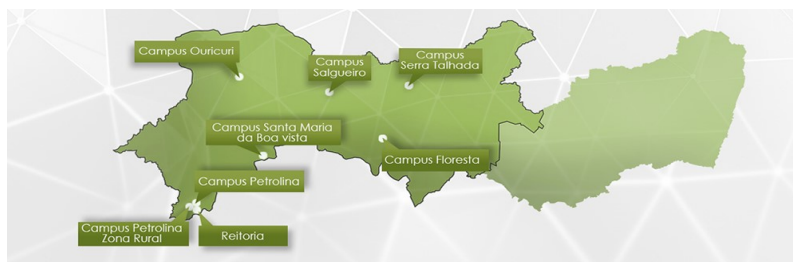 Campus Ouricuri
Campus
Salgueiro
Campus
Serra Talhada
Campus Santa Maria
da Boa vista
Campus Floresta
Campus Petrolina
Campus Petrolina
Zona Rural
Reitoria